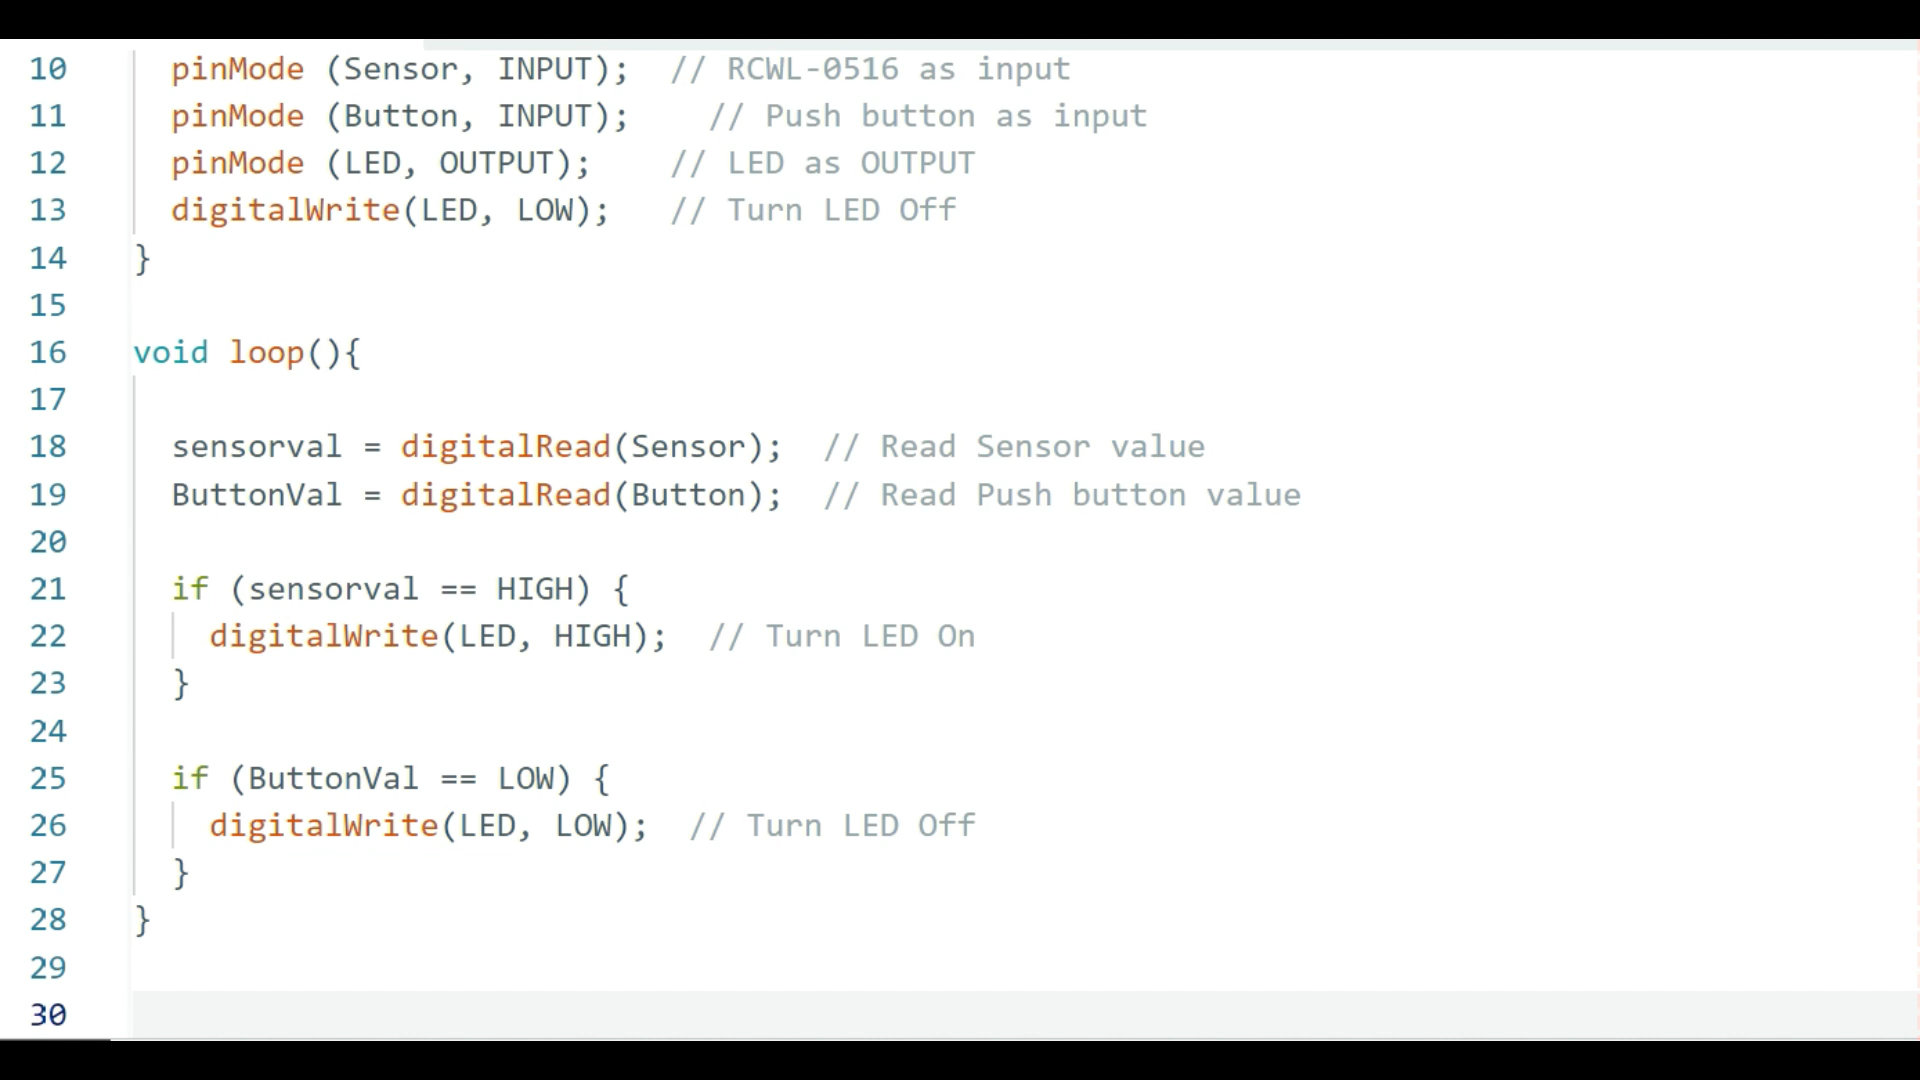 10 pinMode (Sensor, INPUT);  // RCWL-0516 as input
11 pinMode (Button, INPUT);    // Push button as input
12 pinMode (LED, OUTPUT);    // LED as OUTPUT
13 digitalWrite(LED, LOW);   // Turn LED Off
14 }
15
16 void loop(){
17
18 sensorval = digitalRead(Sensor);  // Read Sensor value
19 ButtonVal = digitalRead(Button);  // Read Push button value
20
21 if (sensorval == HIGH) {
22 digitalWrite(LED, HIGH);  // Turn LED On
23 }
24
25 if (ButtonVal == LOW) {
26 digitalWrite(LED, LOW);  // Turn LED Off
27 }
28 }
29
30